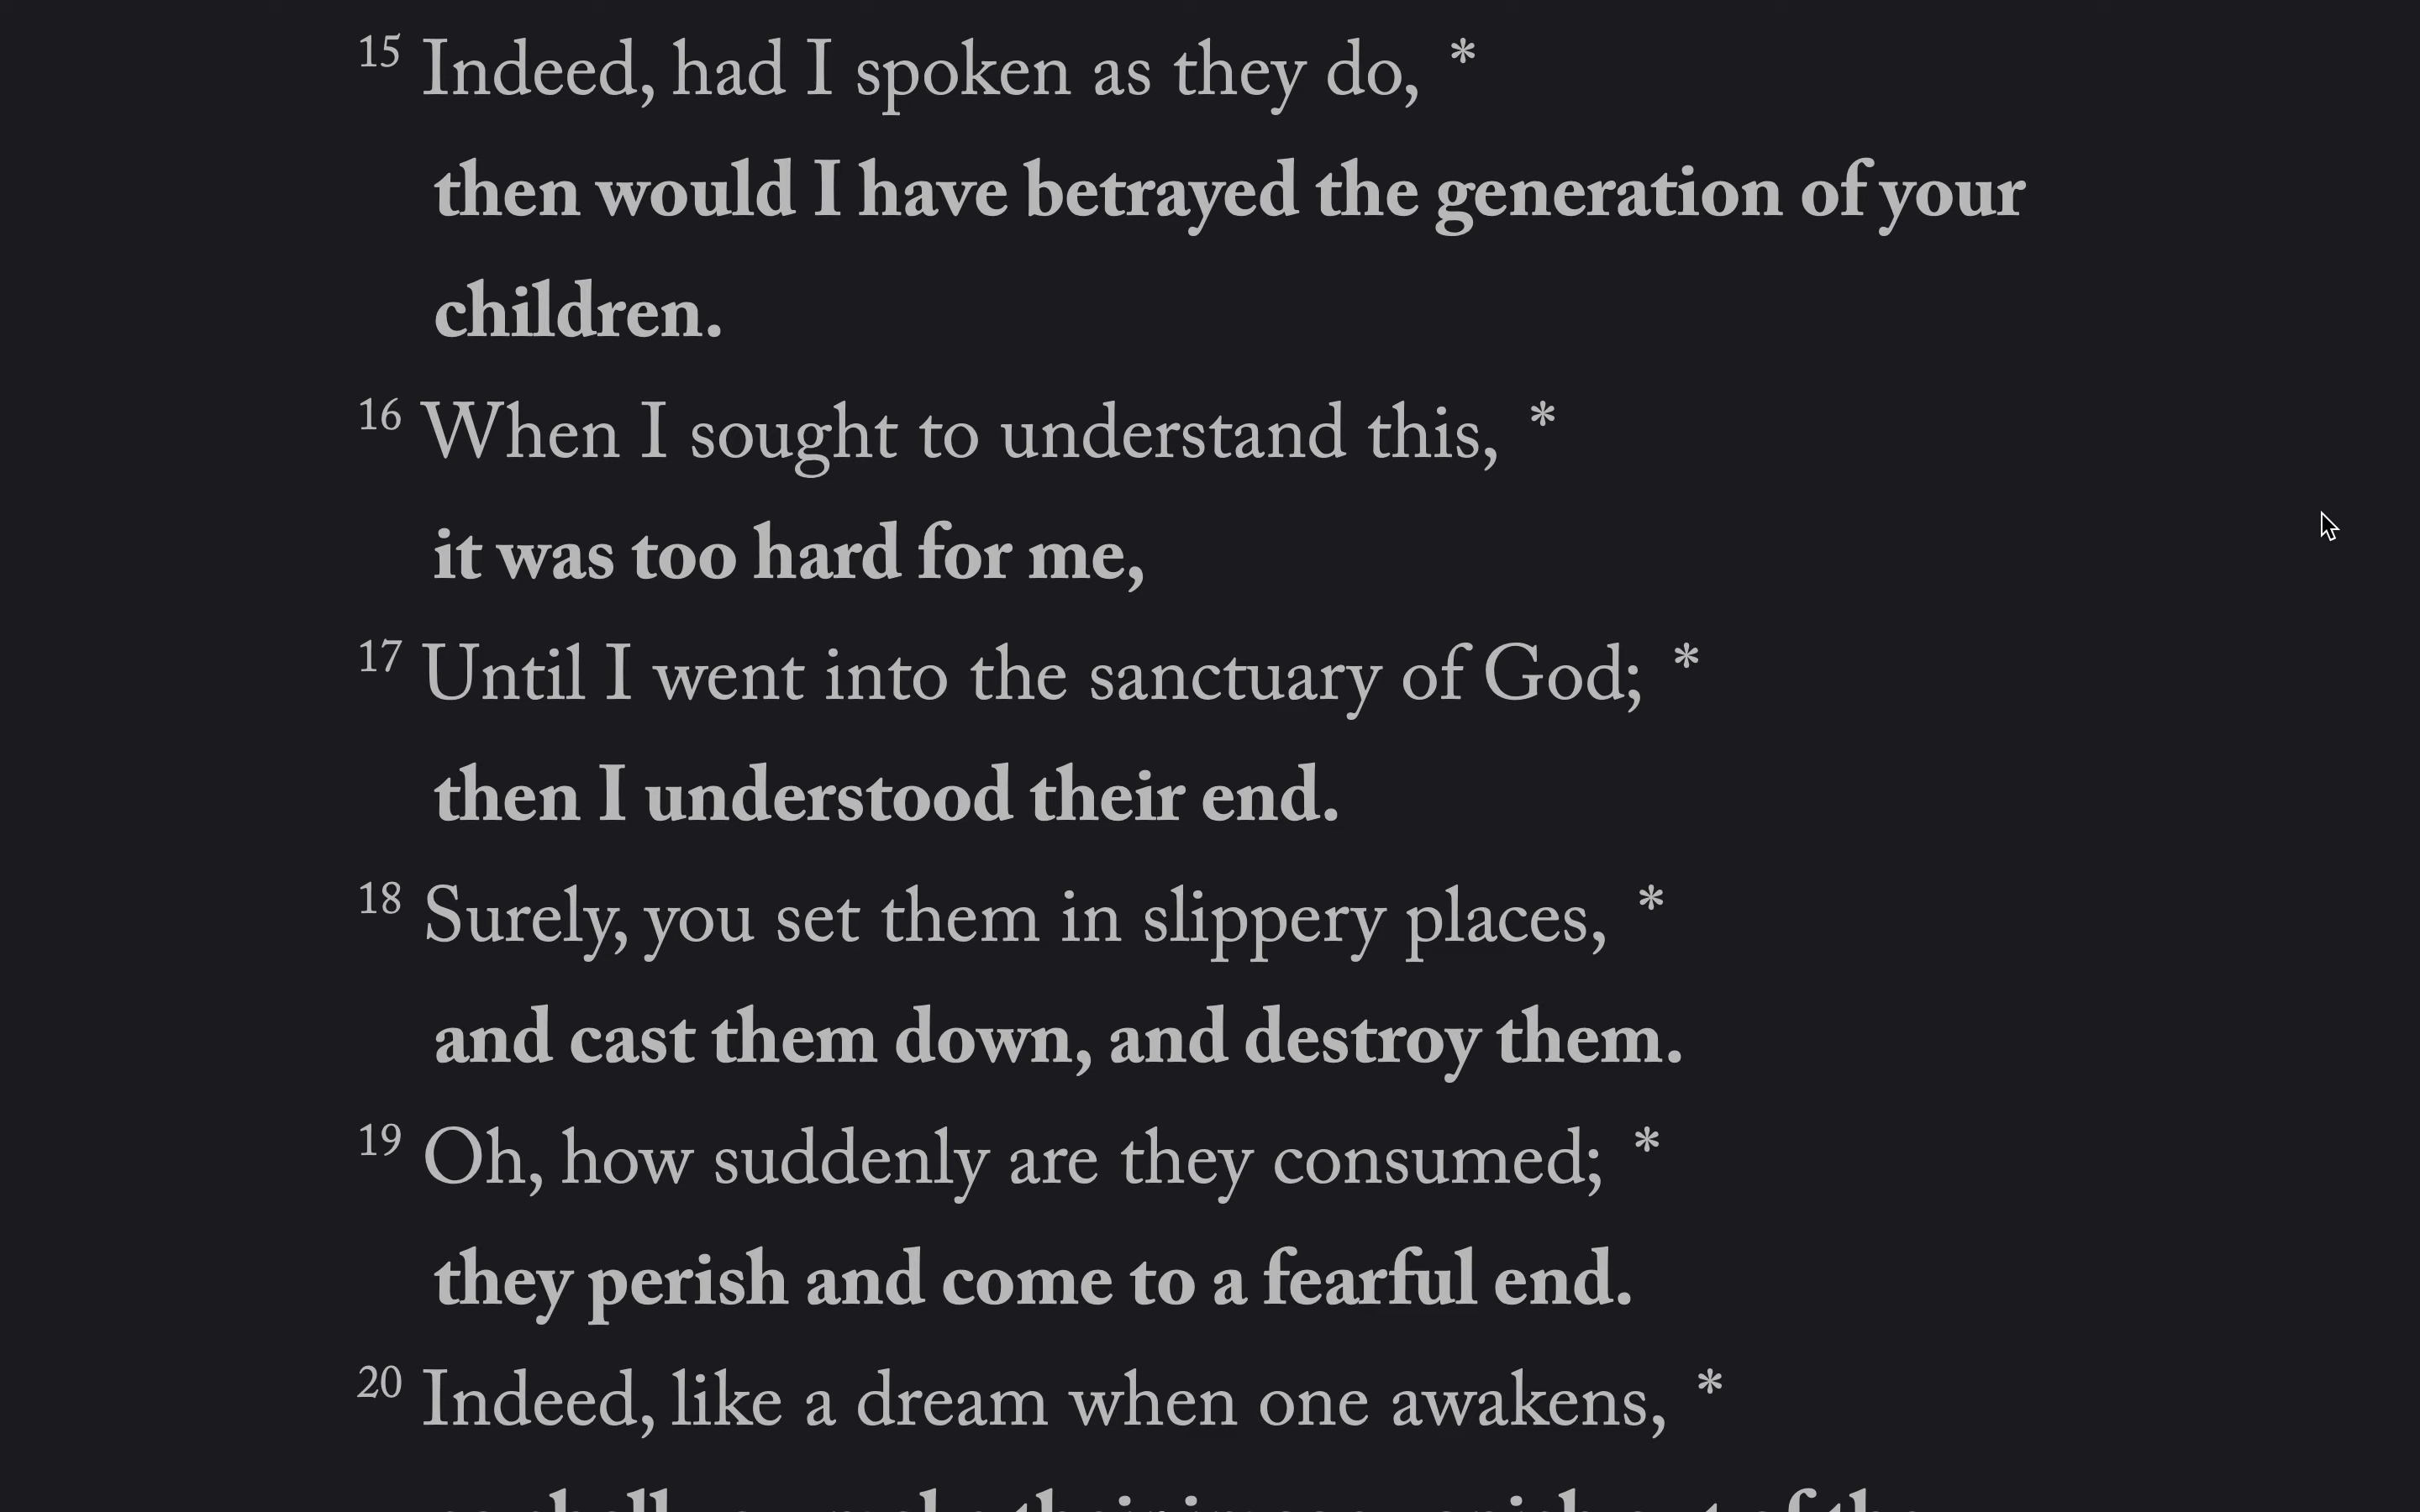 15 Indeed, had I spoken as they do, *
then would I have betrayed the generation of your
children.
16 When I sought to understand this, *
it was too hard for me,
17 Until I went into the sanctuary of God; *
then I understood their end.
18 Surely, you set them in slippery places, *
and cast them down, and destroy them.
19 Oh, how suddenly are they consumed; *
they perish and come to a fearful end.
20 Indeed, like a dream when one awakens, *